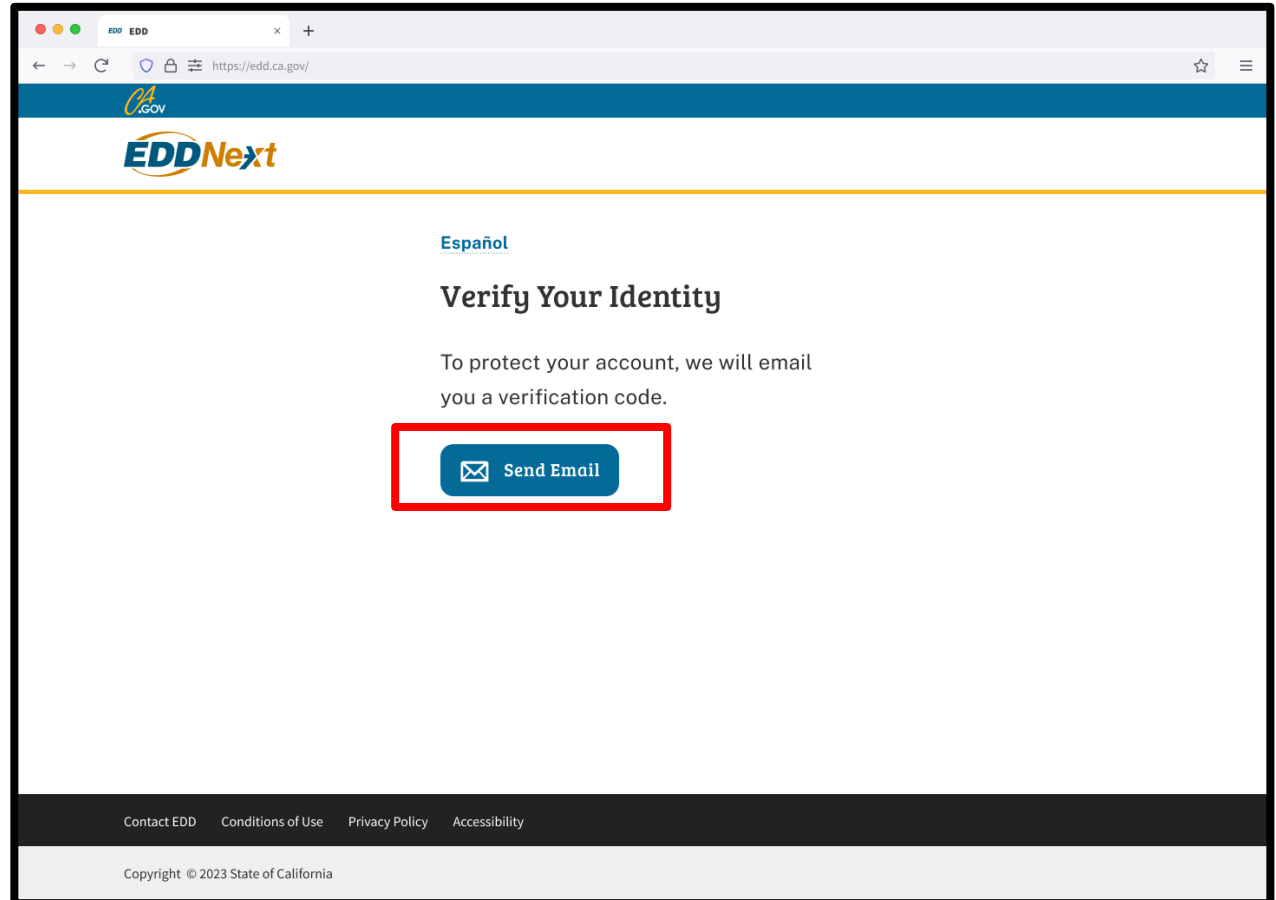 EDD EDD
https://edd.ca.gov/
CA.GOV
EDDNext
Español
Verify Your Identity
To protect your account, we will email
you a verification code.
Send Email
Contact EDD Conditions of Use Privacy Policy Accessibility
Copyright © 2023 State of California